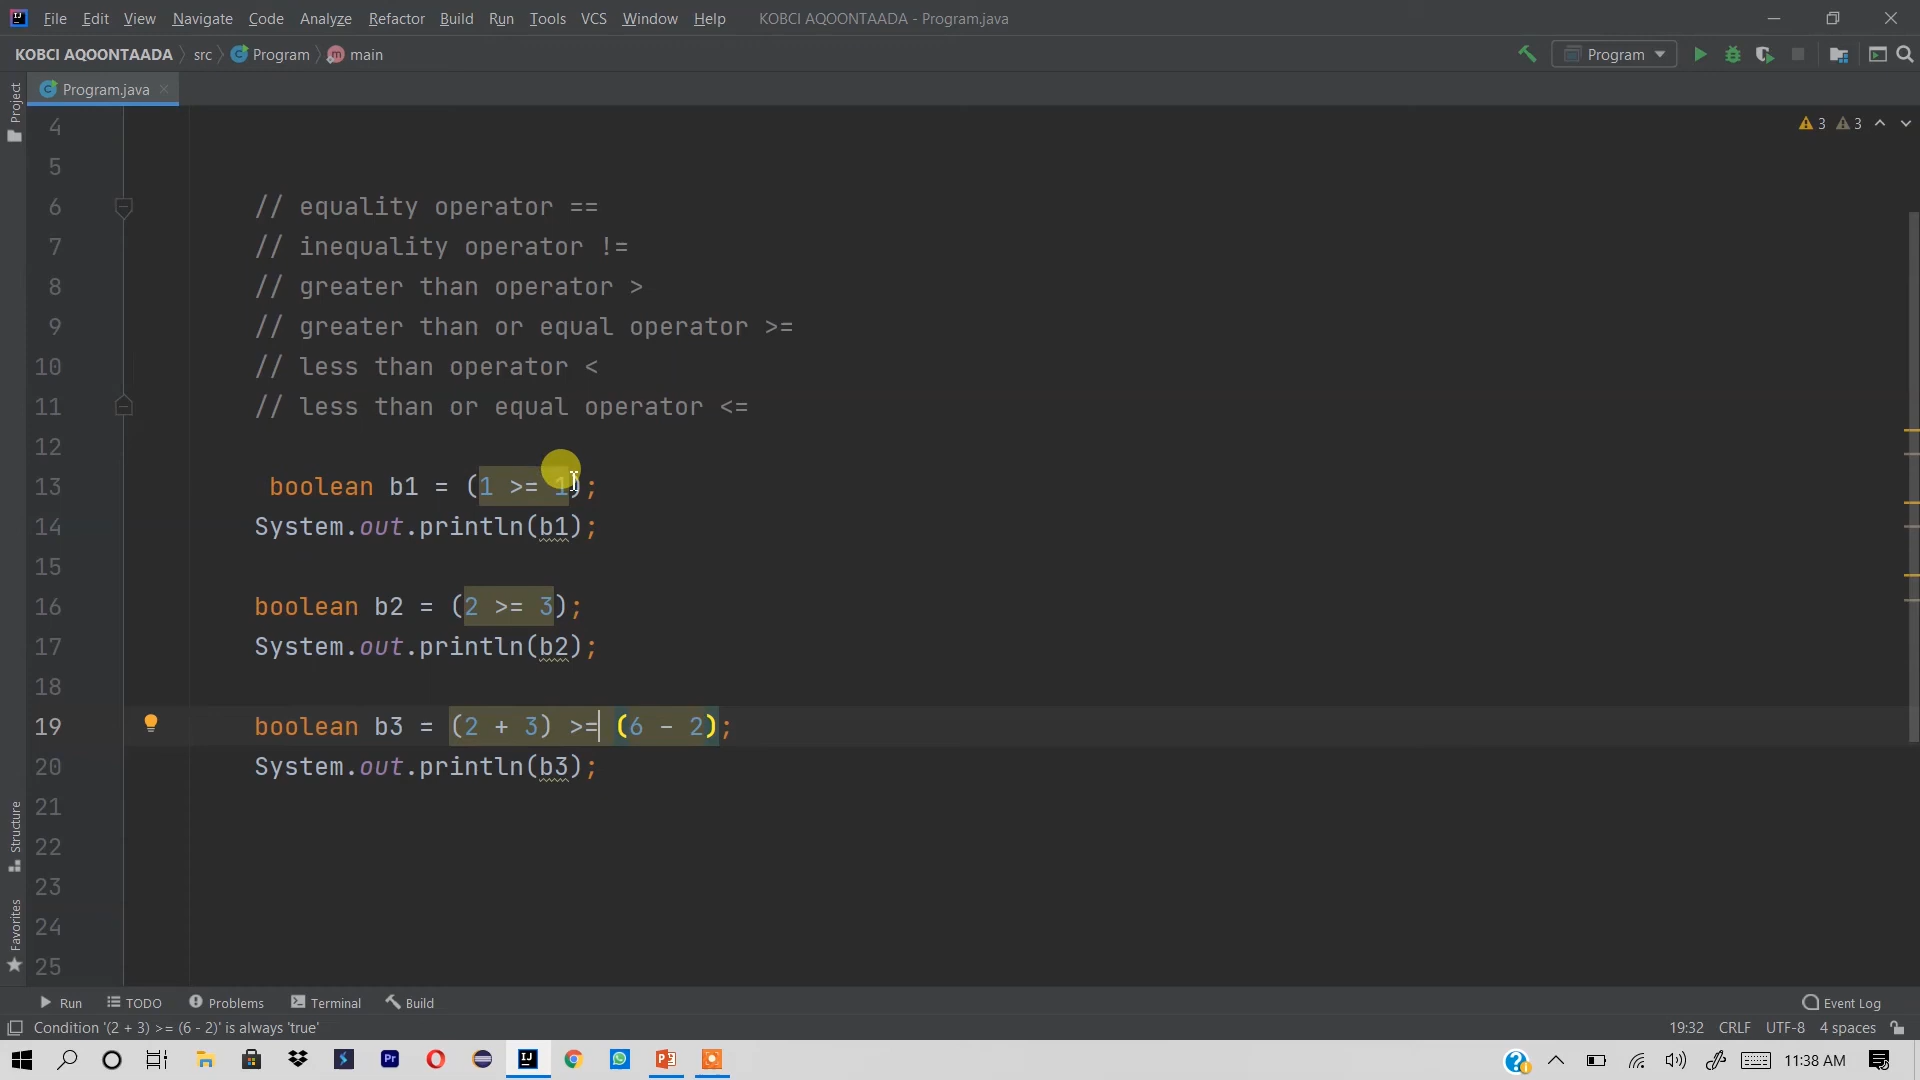 File Edit View Navigate Code Analyze Refactor Build Run Tools VCS Window Help KOBCI AQOONTAADA - Program.java
KOBCI AQOONTAADA src Program main Program
Program.java
Project
4
3 3
5
6 // equality operator ==
7 // inequality operator !=
8 // greater than operator >
9 // greater than or equal operator >=
10 // less than operator <
11 // less than or equal operator <=
12
13 boolean b1 = (1 >= 1);
14 System.out.println(b1);
15
16 boolean b2 = (2 >= 3);
17 System.out.println(b2);
18
19 boolean b3 = (2 + 3) >= (6 - 2);
20 System.out.println(b3);
21
22
23
24
25
Structure
Favorites
Run TODO Problems Terminal Build Event Log
Condition '(2 + 3) >= (6 - 2)' is always 'true' 19:32 CRLF UTF-8 4 spaces
11:38 AM